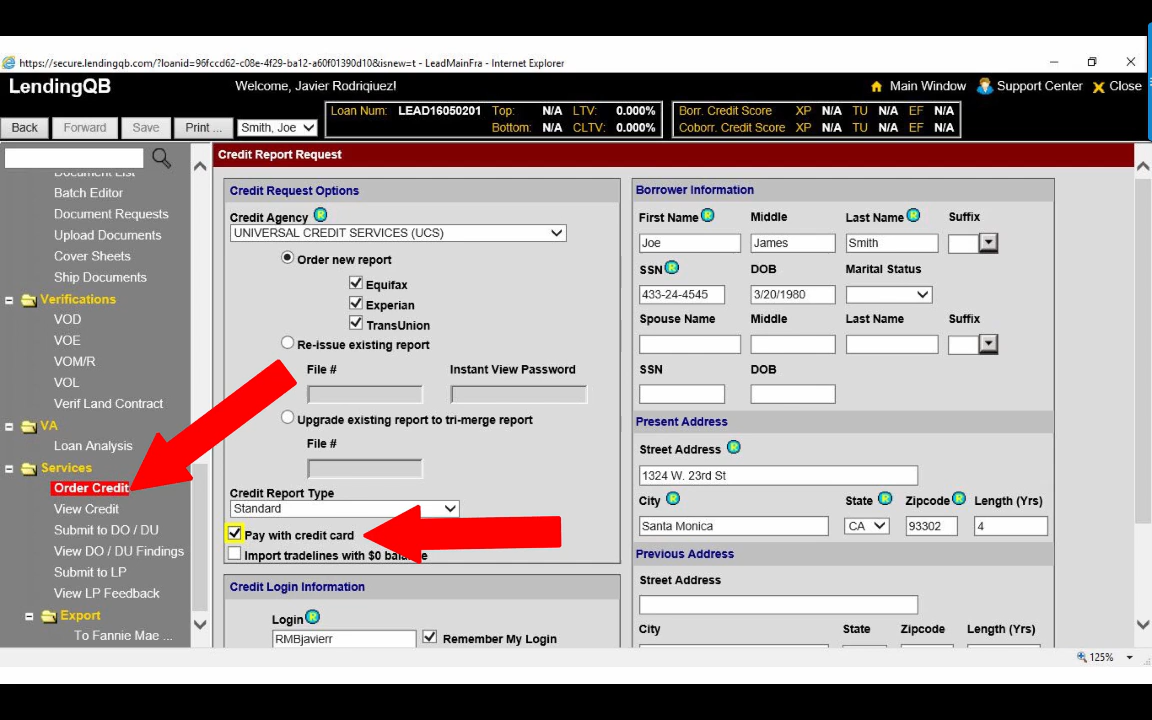 https://secure.lendingqb.com/?loanid=96fccd62-c08e-4f29-ba12-a60f01390d10&isnew=t - LeadMainFra - Internet Explorer
LendingQB
Welcome, Javier Rodriqiuez!
Main Window
Support Center
Close
Loan Num: LEAD16050201 Top: N/A LTV: 0.000%
Bottom: N/A CLTV: 0.000%
Borr. Credit Score XP N/A TU N/A EF N/A
Coborr. Credit Score XP N/A TU N/A EF N/A
Back
Forward
Save
Print ...
Smith, Joe
Document List
Batch Editor
Document Requests
Upload Documents
Cover Sheets
Ship Documents
Verifications
VOD
VOE
VOM/R
VOL
Verif Land Contract
VA
Loan Analysis
Services
Order Credit
View Credit
Submit to DO / DU
View DO / DU Findings
Submit to LP
View LP Feedback
Export
To Fannie Mae ...
Credit Report Request
Credit Request Options
Credit Agency
UNIVERSAL CREDIT SERVICES (UCS)
Order new report
Equifax
Experian
TransUnion
Re-issue existing report
File # Instant View Password
Upgrade existing report to tri-merge report
File #
Credit Report Type
Standard
Pay with credit card
Import tradelines with $0 balance
Credit Login Information
Login
RMBjavierr
Remember My Login
Borrower Information
First Name Middle Last Name Suffix
Joe James Smith
SSN DOB Marital Status
433-24-4545 3/20/1980
Spouse Name Middle Last Name Suffix
SSN DOB
Present Address
Street Address
1324 W. 23rd St
City State Zipcode Length (Yrs)
Santa Monica CA 93302 4
Previous Address
Street Address
City State Zipcode Length (Yrs)
125%